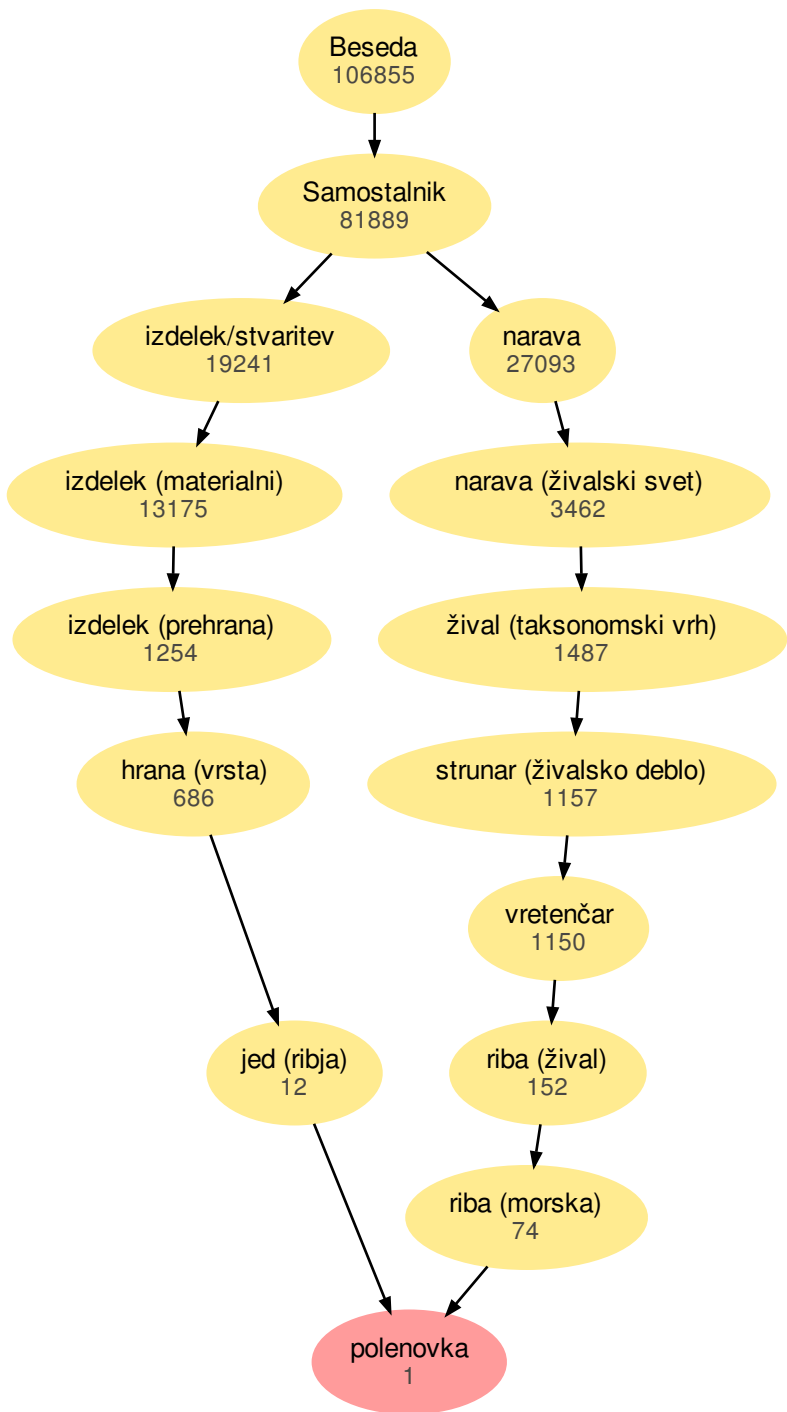 Beseda
106855
Samostalnik
81889
izdelek/stvaritev
19241
narava
27093
izdelek (materialni)
13175
narava (živalski svet)
3462
izdelek (prehrana)
1254
žival (taksonomski vrh)
1487
hrana (vrsta)
686
strunar (živalsko deblo)
1157
vretenčar
1150
jed (ribja)
12
riba (žival)
152
riba (morska)
74
polenovka
1